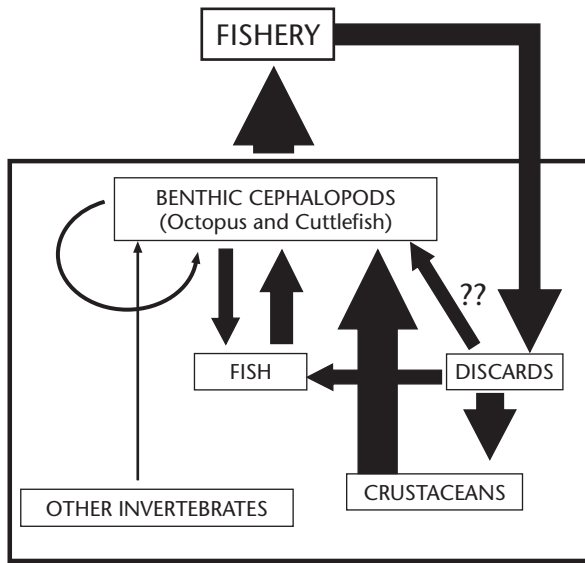 FISHERY
BENTHIC CEPHALOPODS
(Octopus and Cuttlefish)
??
FISH
DISCARDS
CRUSTACEANS
OTHER INVERTEBRATES